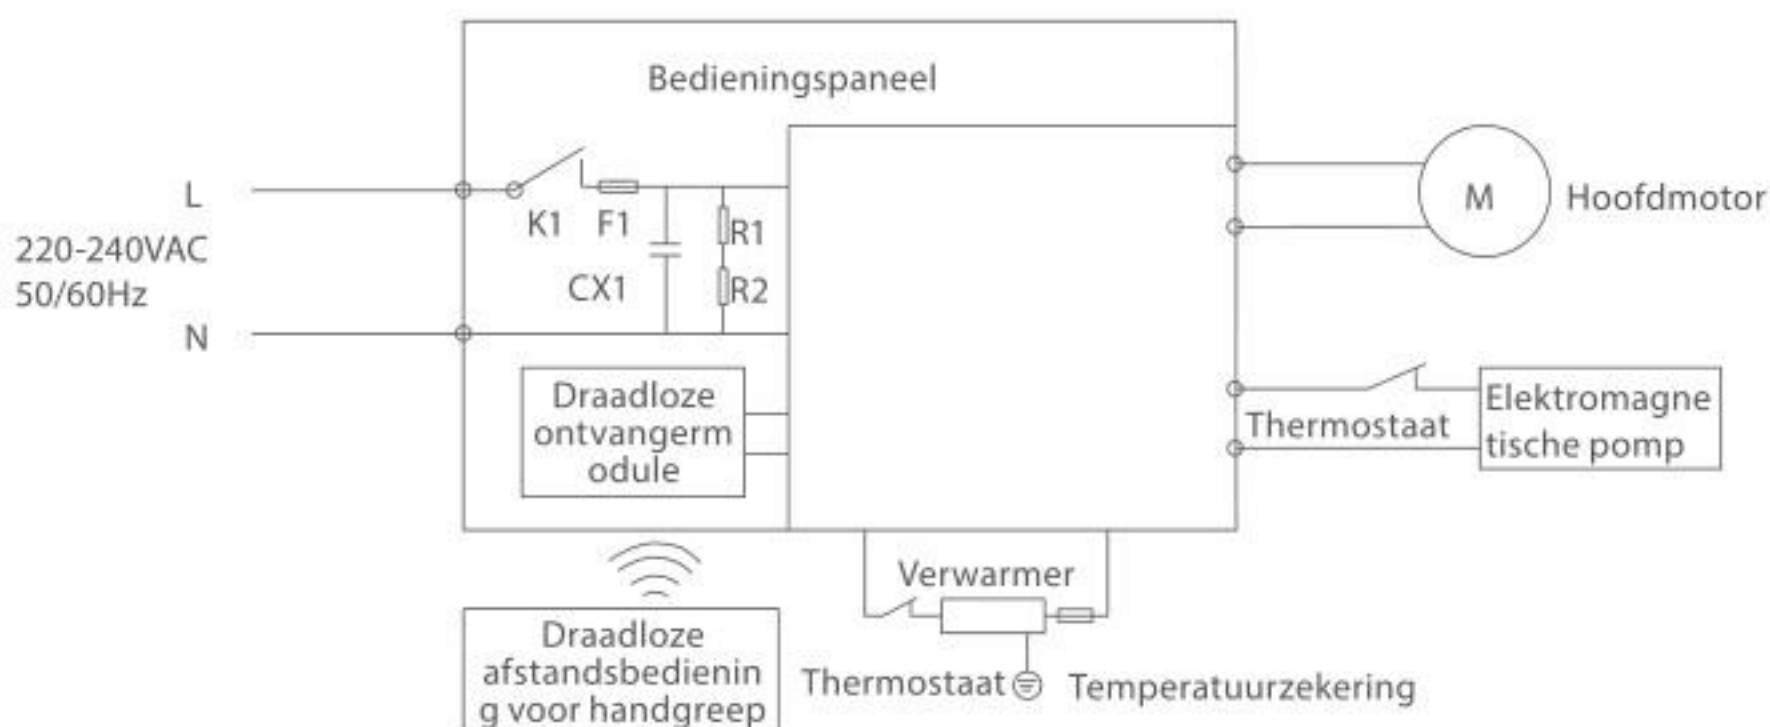 Bedieningspaneel
L
220-240VAC
50/60Hz
N
K1
F1
CX1
R1
R2
M
Hoofdmotor
Draadloze
ontvangerm
odule
Thermostaat
Elektromagne
tische pomp
Verwarmer
Thermostaat
Temperatuurzekering
Draadloze
afstandsbedienin
g voor handgreep